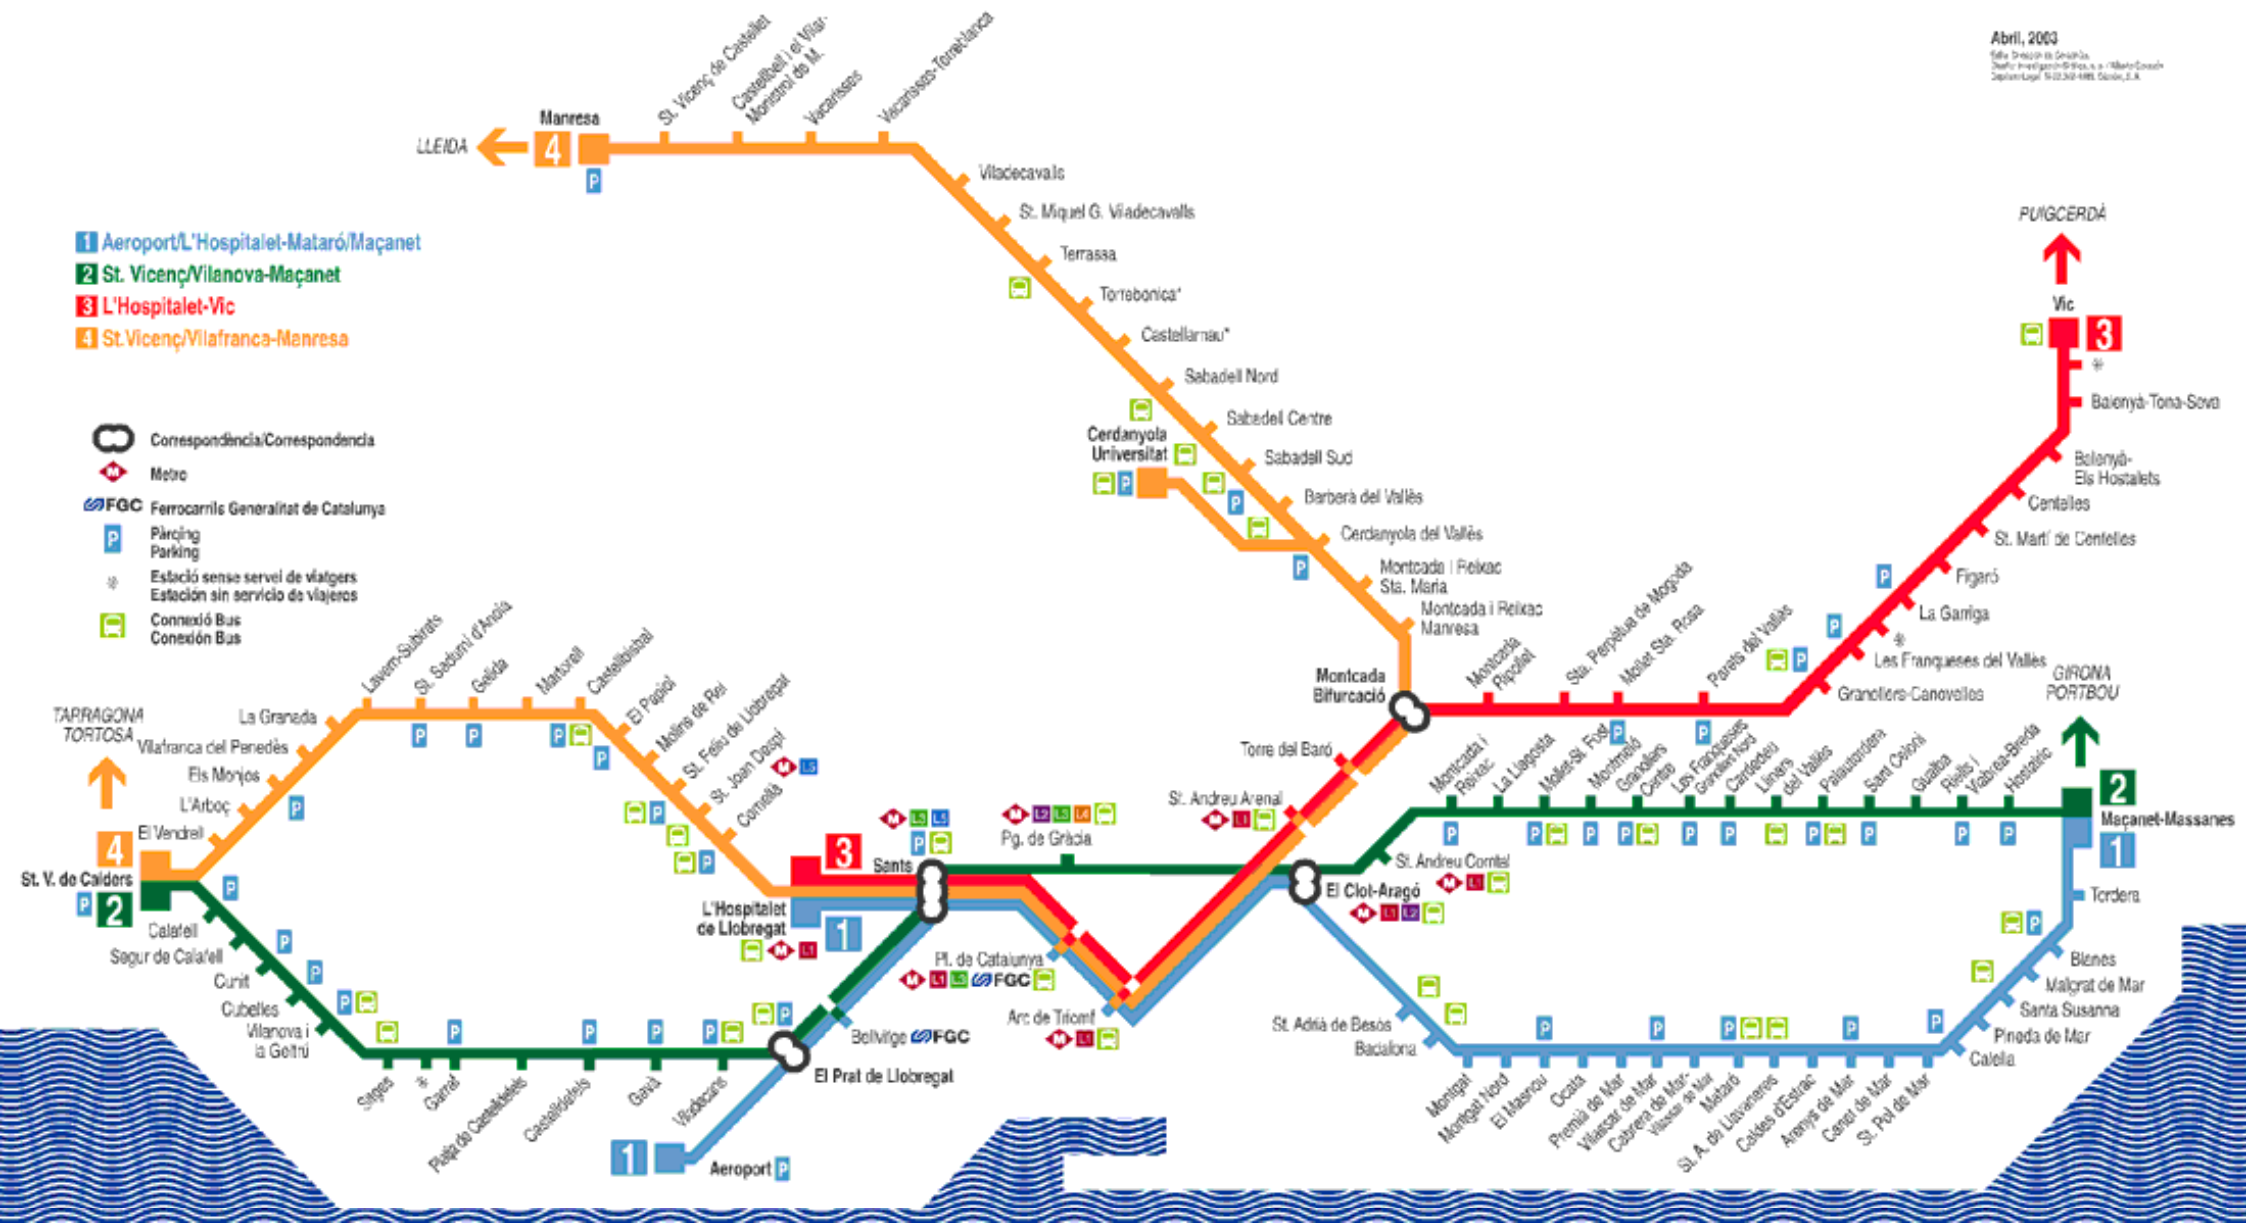 Abril, 2003
St. Vicenç de Castellet
Castellbell i el Vilar-
Monistrol de M.
Vacarisses
Vacarisses-Torreblanca
Manresa
LLEIDA
4
P
Viladecavalls
St. Miquel G. Viladecavalls
Terrassa
Torrebonica*
Castellarnau*
Sabadell Nord
Sabadell Centre
Sabadell Sud
Barberà del Vallès
Cerdanyola del Vallès
Montcada i Reixac
Sta. Maria
Montcada i Reixac
Manresa
Cerdanyola
Universitat
P
P
P
1 Aeroport/L'Hospitalet-Mataró/Maçanet
2 St. Vicenç/Vilanova-Maçanet
3 L'Hospitalet-Vic
4 St.Vicenç/Vilafranca-Manresa
Correspondència/Correspondencia
M Metro
FGC Ferrocarrils Generalitat de Catalunya
P Pàrqing
Parking
* Estació sense servei de viatgers
Estación sin servicio de viajeros
Connexió Bus
Conexión Bus
PUIGCERDÀ
Vic
3
*
Balenyà-Tona-Seva
Balenyà-
Els Hostalets
Centelles
St. Martí de Centelles
Figaró
La Garriga
*
Les Franqueses del Vallès
Granollers-Canovelles
P
P
P
Montcada
Ripollet
Sta. Perpètua de Mogoda
Mollet Sta. Rosa
Parets del Vallès
P
P
Montcada
Bifurcació
Torre del Baró
St. Andreu Arenal
M L1
GIRONA
PORTBOU
2
Maçanet-Massanes
1
Montcada i
Reixac
La Llagosta
Mollet-St. Fost
Montmeló
Granollers
Centre
Les Franqueses
Granollers Nord
Cardedeu
Llinars
del Vallès
Palautordera
Sant Celoni
Gualba
Riells i
Viabrea-Breda
Hostalric
P
P
P
P
P
P
P
P
P
P
St. Andreu Comtal
M L1
El Clot-Aragó
M L1 L2
Tordera
P
Blanes
Malgrat de Mar
Santa Susanna
Pineda de Mar
Calella
St. Adrià de Besòs
Badalona
Montgat
Montgat Nord
El Masnou
Ocata
Premià de Mar
Vilassar de Mar
Cabrera de Mar-
Vilassar de Mar
Mataró
St. A. de Llavaneres
Caldes d'Estrac
Arenys de Mar
Canet de Mar
St. Pol de Mar
P
P
P
P
P
TARRAGONA
TORTOSA
4
St. V. de Calders
P 2
El Vendrell
L'Arboç
Els Monjos
Vilafranca del Penedès
La Granada
Lavern-Subirats
St. Sadurní d'Anoia
Gelida
Martorell
Castellbisbal
El Papiol
Molins de Rei
St. Feliu de Llobregat
St. Joan Despí
M L5
Cornellà
P
P
P
P
P
P
P
3
L'Hospitalet
de Llobregat
M L1
1
Sants
M L3 L5
P
M L2 L3 L4
Pg. de Gràcia
Pl. de Catalunya
M L1 L3 FGC
Arc de Triomf
M L1
Calafell
Segur de Calafell
Cunit
Cubelles
Vilanova i
la Geltrú
P
P
P
P
Sitges
*
Garraf
Platja de Castelldefels
Castelldefels
Gavà
Viladecans
P
P
P
P
P
Bellvitge FGC
El Prat de Llobregat
1
Aeroport P